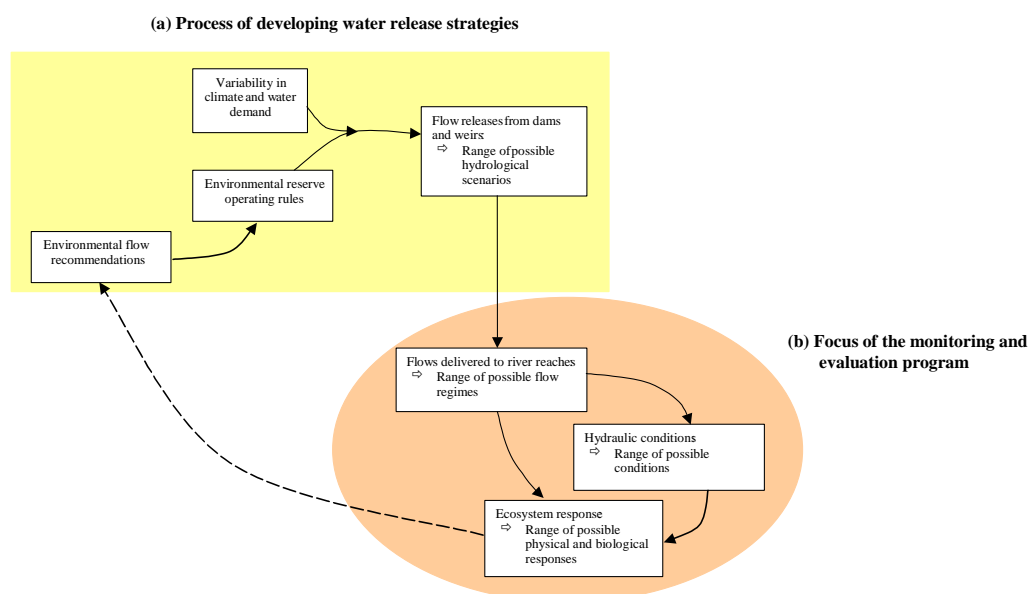 (a) Process of developing water release strategies
Variability in
climate and water
demand
Flow releases from dams
and weirs
⇨ Range of possible
hydrological
scenarios
Environmental reserve
operating rules
Environmental flow
recommendations
(b) Focus of the monitoring and
evaluation program
Flows delivered to river reaches
⇨ Range of possible flow
regimes
Hydraulic conditions
⇨ Range of possible
conditions
Ecosystem response
⇨ Range of possible
physical and biological
responses